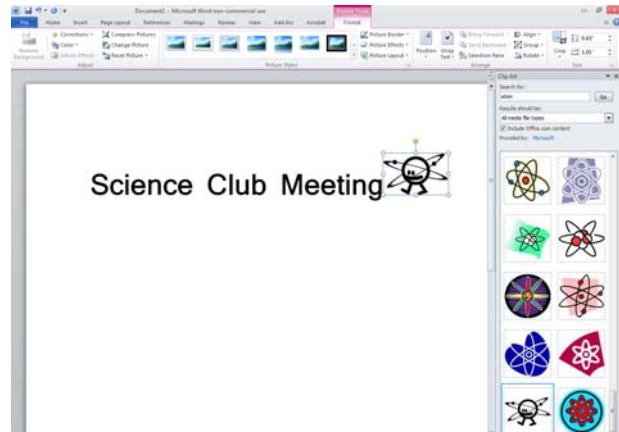 Document2 - Microsoft Word non-commercial use
Picture Tools
File Home Insert Page Layout References Mailings Review View Add-Ins Acrobat Format
Corrections
Color
Artistic Effects
Compress Pictures
Change Picture
Reset Picture
Remove Background
Adjust
Picture Styles
Picture Border
Picture Effects
Picture Layout
Position
Wrap Text
Bring Forward
Send Backward
Selection Pane
Align
Group
Rotate
Arrange
Crop
Size
Clip Art
Search for:
atom
Go
Results should be:
All media file types
Include Office.com content
Provided by: Microsoft
Science Club Meeting